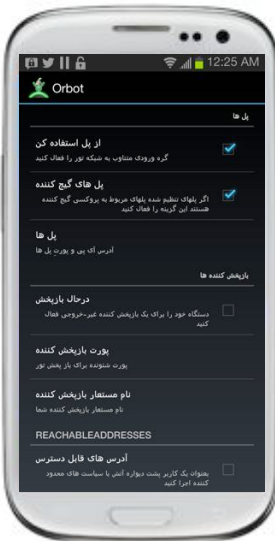 12:25 AM
Orbot
پل ها
از پل استفاده کن
گره ورودی متناوب به شبکه تور را فعال کنید
پل های گیج کننده
اگر پلهای تنظیم شده پلهای مربوط به پروکسی گیج کننده
هستند این گزینه را فعال کنید
پل ها
آدرس آی پی و پورت پل ها
بازپخش کننده ها
درحال بازپخش
دستگاه خود را برای یک بازپخش کننده غیر-خروجی فعال
کنید
پورت بازپخش کننده
پورت شنونده برای باز پخش تور
نام مستعار بازپخش کننده
نام مستعار بازپخش کننده شما
REACHABLEADDRESSES
آدرس های قابل دسترس
بعنوان یک کاربر پشت دیواره آتش با سیاست های محدود
کننده اجرا کنید